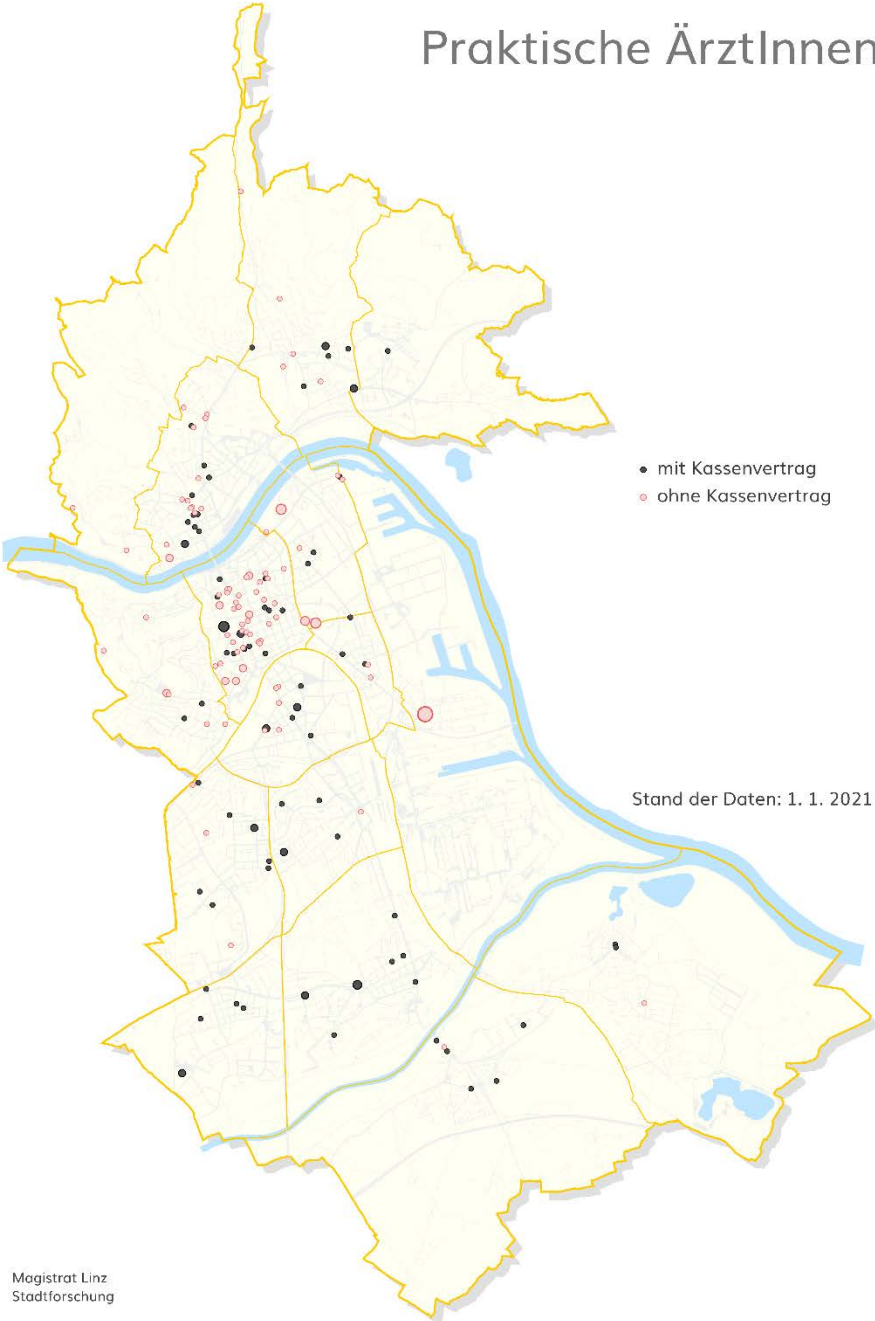 Praktische ÄrztInnen
mit Kassenvertrag
ohne Kassenvertrag
Stand der Daten: 1. 1. 2021
Magistrat Linz
Stadtforschung